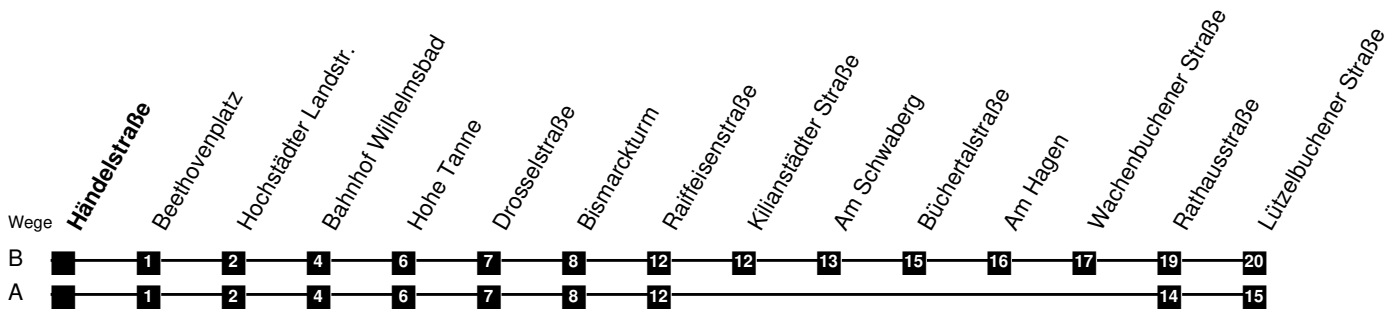 Händelstraße
Beethovenplatz
Hochstädter Landstr.
Bahnhof Wilhelmsbad
Hohe Tanne
Drosselstraße
Bismarckturm
Raiffeisenstraße
Kilianstädter Straße
Am Schwaberg
Büchertalstraße
Am Hagen
Wachenbuchener Straße
Rathausstraße
Lützelbuchener Straße
Wege
B 1 2 4 6 7 8 12 12 13 15 16 17 19 20
A 1 2 4 6 7 8 12 14 15